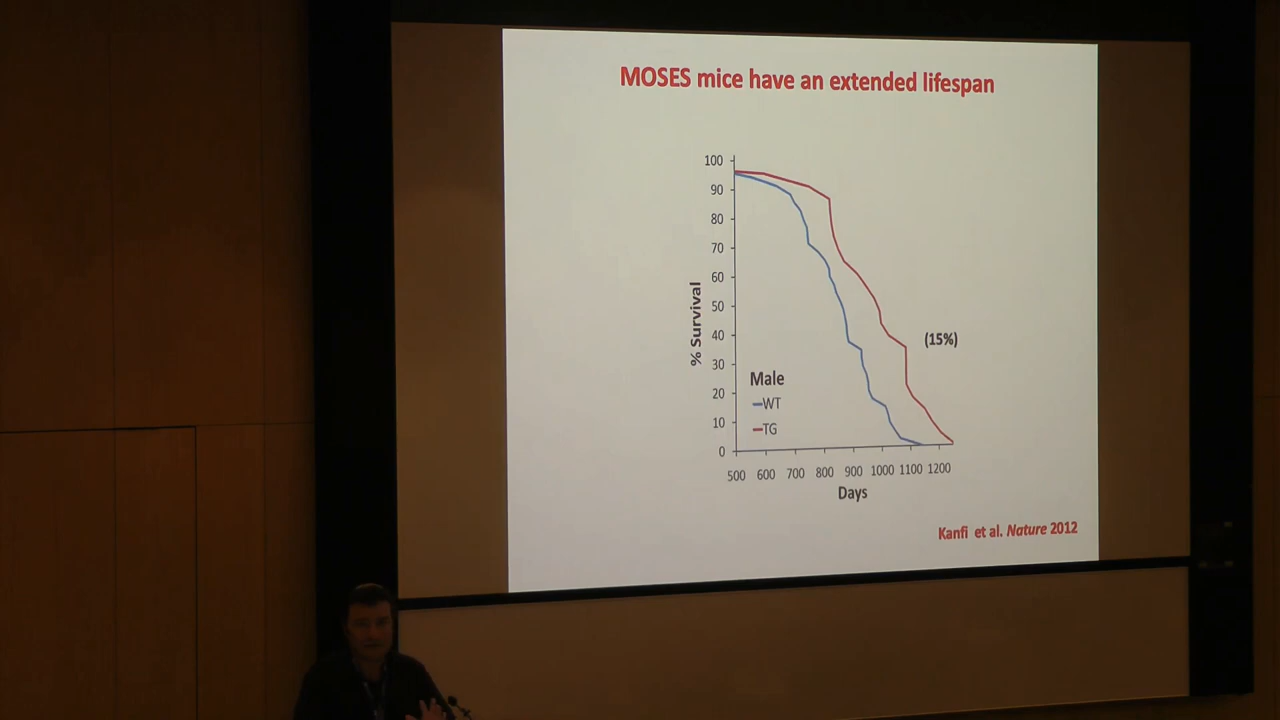 MOSES mice have an extended lifespan
100
90
80
70
60
50
40
30
20
10
0
% Survival
(15%)
Male
WT
TG
500 600 700 800 900 1000 1100 1200
Days
Kanfi et al. Nature 2012